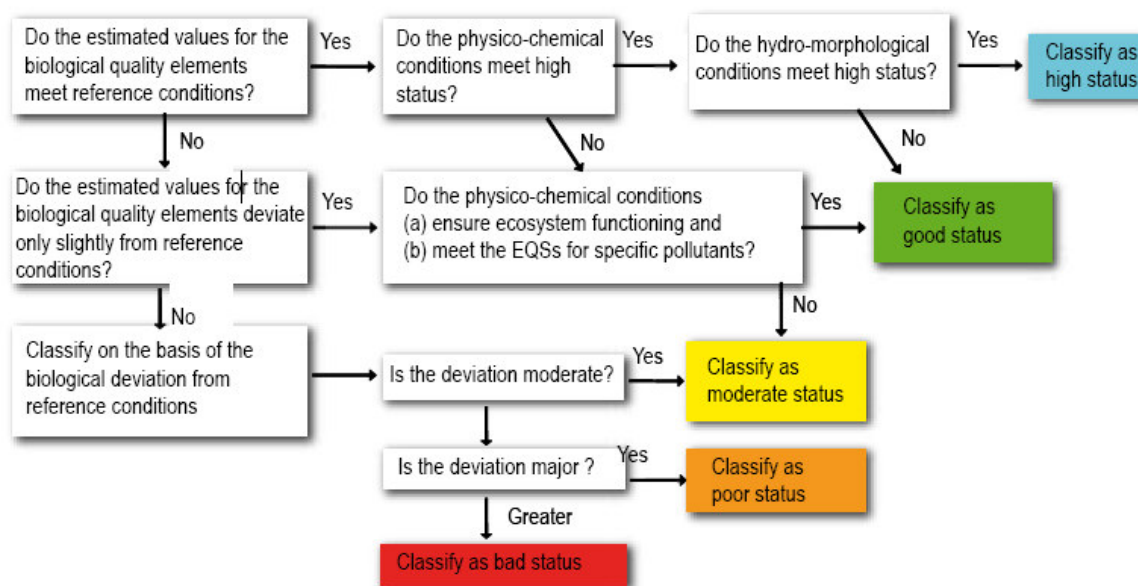 Do the estimated values for the
biological quality elements
meet reference conditions?
Yes
Do the physico-chemical
conditions meet high
status?
Yes
Do the hydro-morphological
conditions meet high status?
Yes
Classify as
high status
No
No
No
Do the estimated values for the
biological quality elements deviate
only slightly from reference
conditions?
Yes
Do the physico-chemical conditions
(a) ensure ecosystem functioning and
(b) meet the EQSs for specific pollutants?
Yes
Classify as
good status
No
No
Classify on the basis of the
biological deviation from
reference conditions
Is the deviation moderate?
Yes
Classify as
moderate status
Is the deviation major ?
Yes
Classify as
poor status
Greater
Classify as bad status